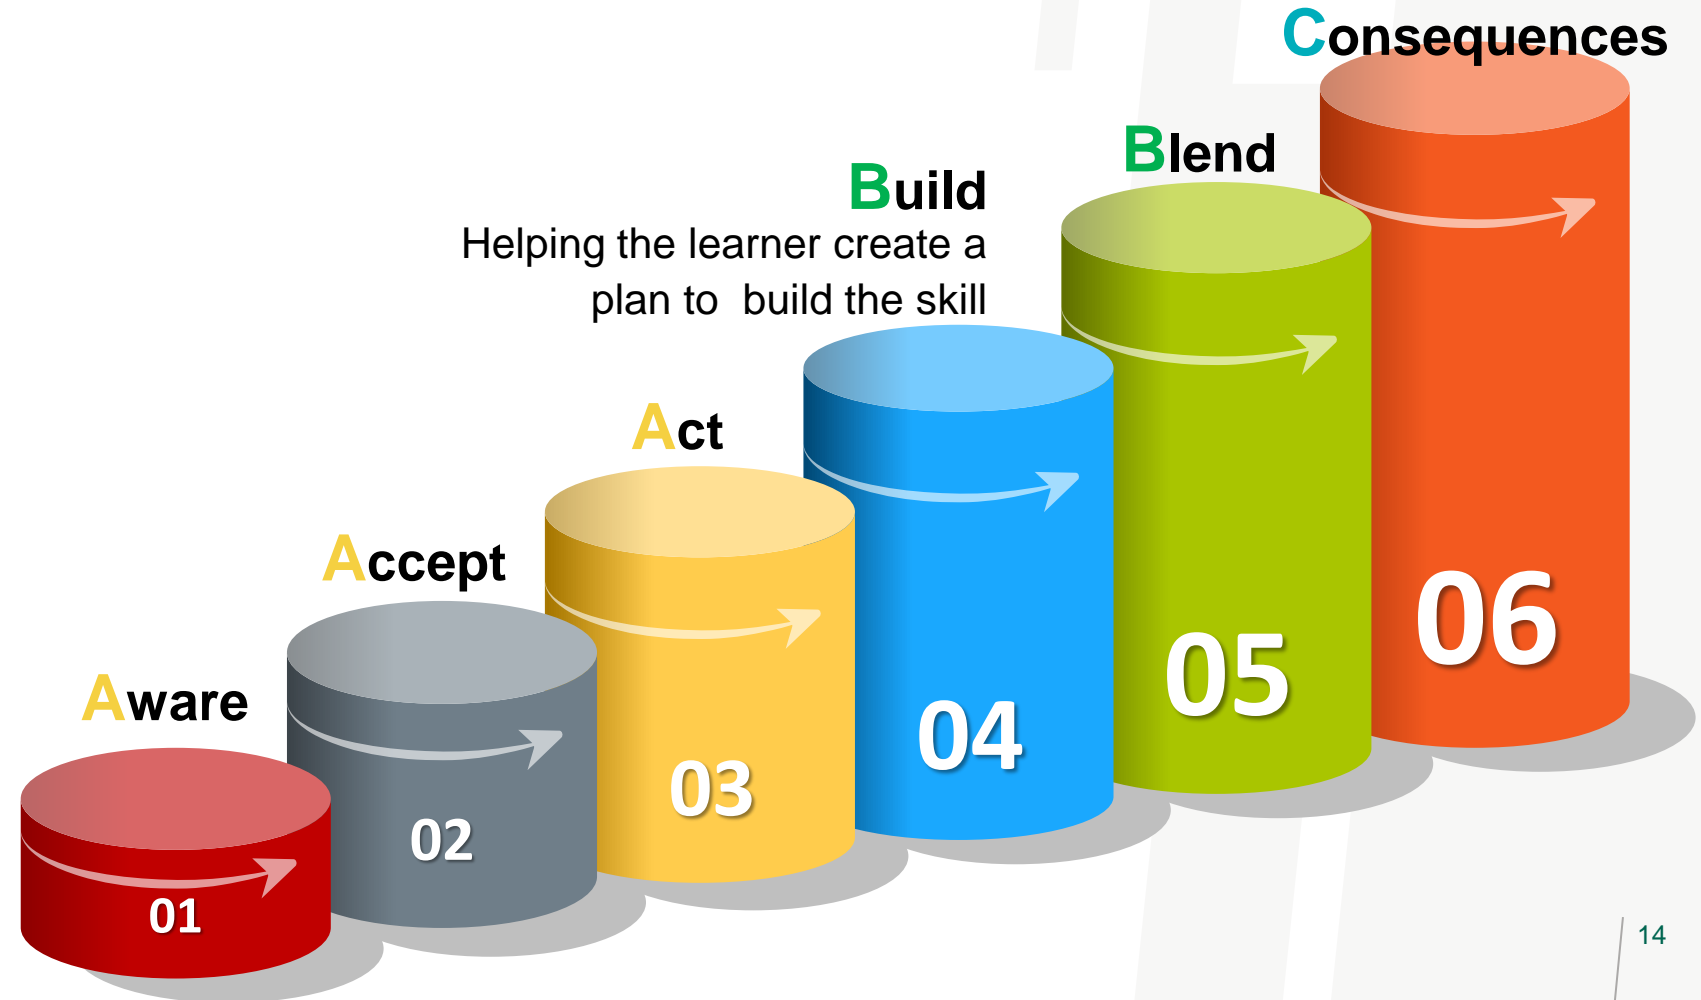 Consequences
Blend
Build
Helping the learner create a
plan to  build the skill
Act
Accept
Aware
01
02
03
04
05
06
14